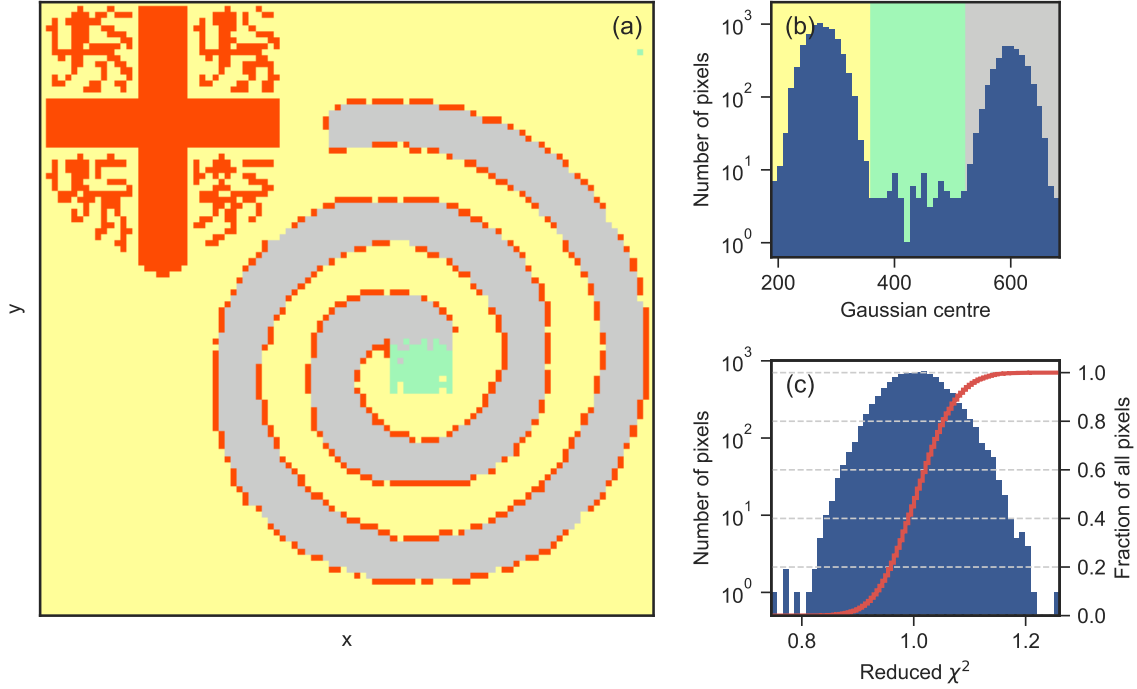 (a)
y
x
(b)
Number of pixels
10³
10²
10¹
10⁰
200 400 600
Gaussian centre
(c)
Number of pixels
10³
10²
10¹
10⁰
1.0
0.8
0.6
0.4
0.2
0.0
Fraction of all pixels
0.8 1.0 1.2
Reduced χ²